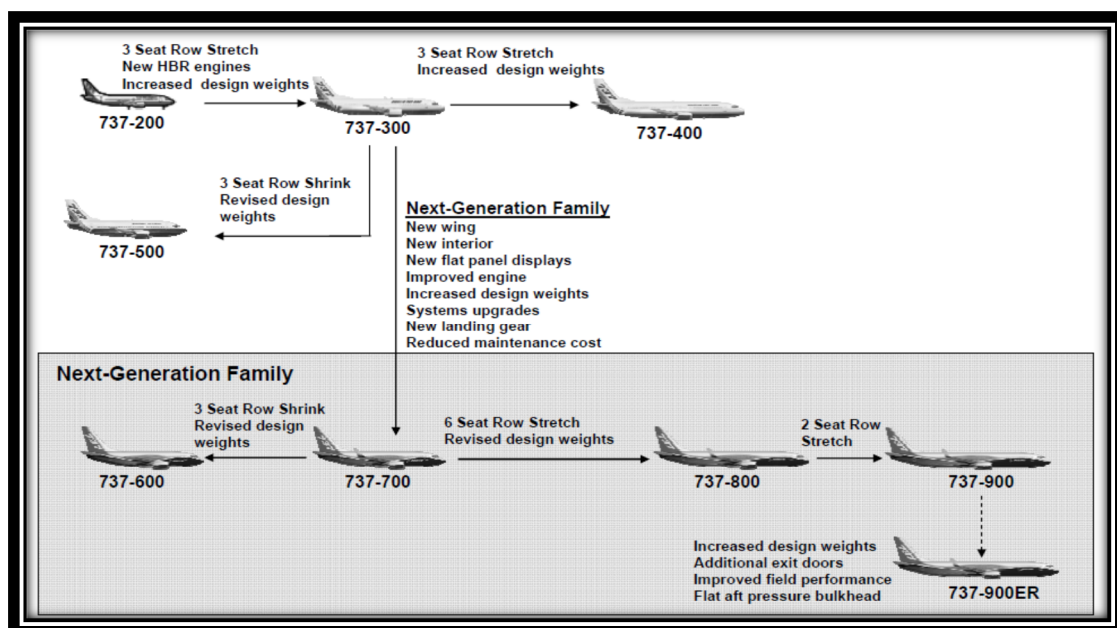 3 Seat Row Stretch
New HBR engines
Increased design weights
737-200
737-300
3 Seat Row Stretch
Increased design weights
737-400
3 Seat Row Shrink
Revised design
weights
737-500
Next-Generation Family
New wing
New interior
New flat panel displays
Improved engine
Increased design weights
Systems upgrades
New landing gear
Reduced maintenance cost
Next-Generation Family
3 Seat Row Shrink
Revised design
weights
737-600
737-700
6 Seat Row Stretch
Revised design weights
737-800
2 Seat Row
Stretch
737-900
Increased design weights
Additional exit doors
Improved field performance
Flat aft pressure bulkhead
737-900ER